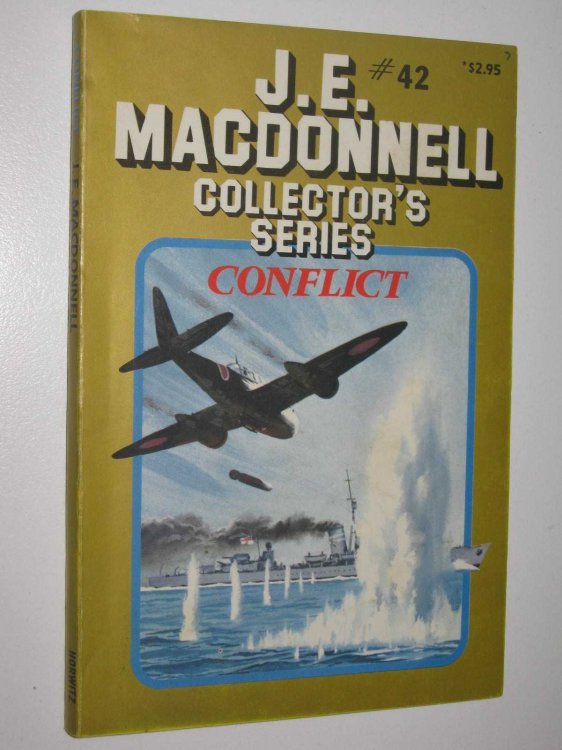 J.E.
#42
*$2.95
MACDONNELL
COLLECTOR'S
SERIES
CONFLICT
J.E. MACDONNELL
HORWITZ